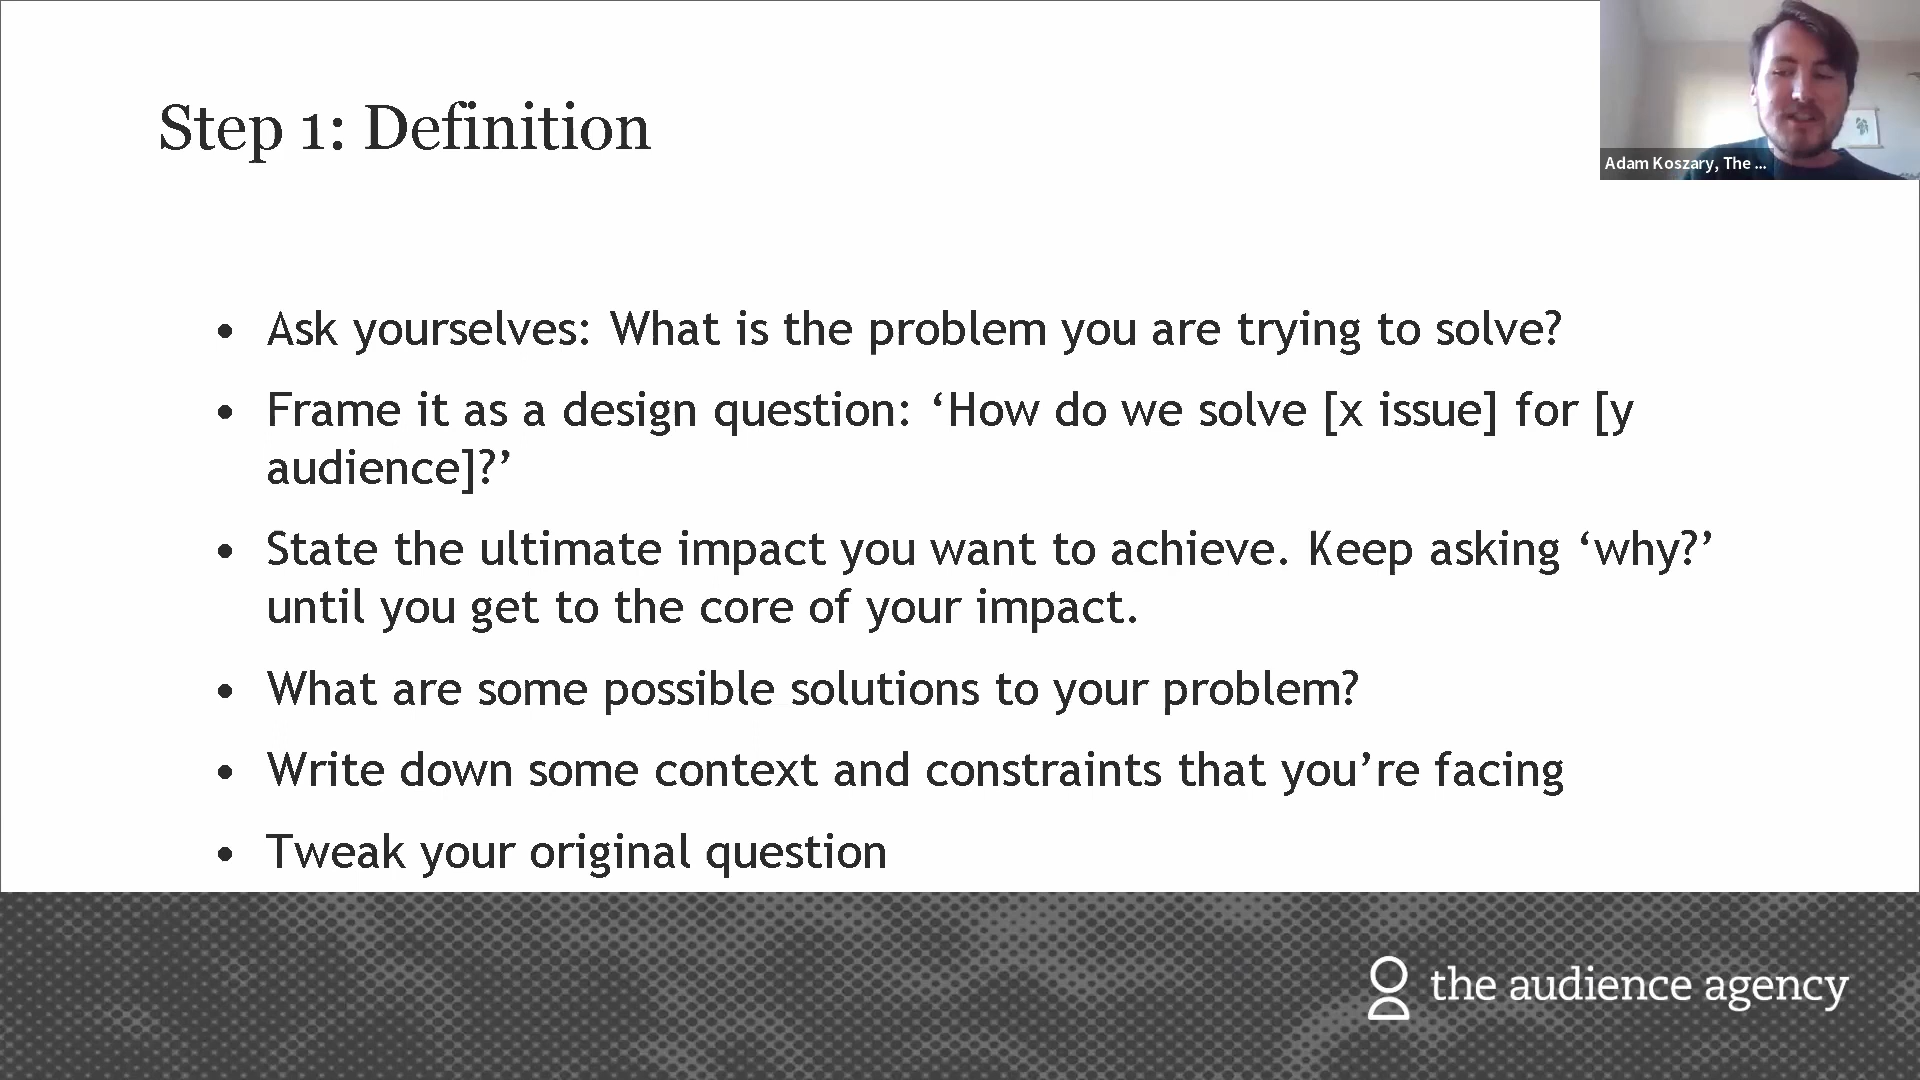 Step 1: Definition
Adam Koszary, The ...
• Ask yourselves: What is the problem you are trying to solve?
• Frame it as a design question: ‘How do we solve [x issue] for [y
audience]?’
• State the ultimate impact you want to achieve. Keep asking ‘why?’
until you get to the core of your impact.
• What are some possible solutions to your problem?
• Write down some context and constraints that you’re facing
• Tweak your original question
the audience agency